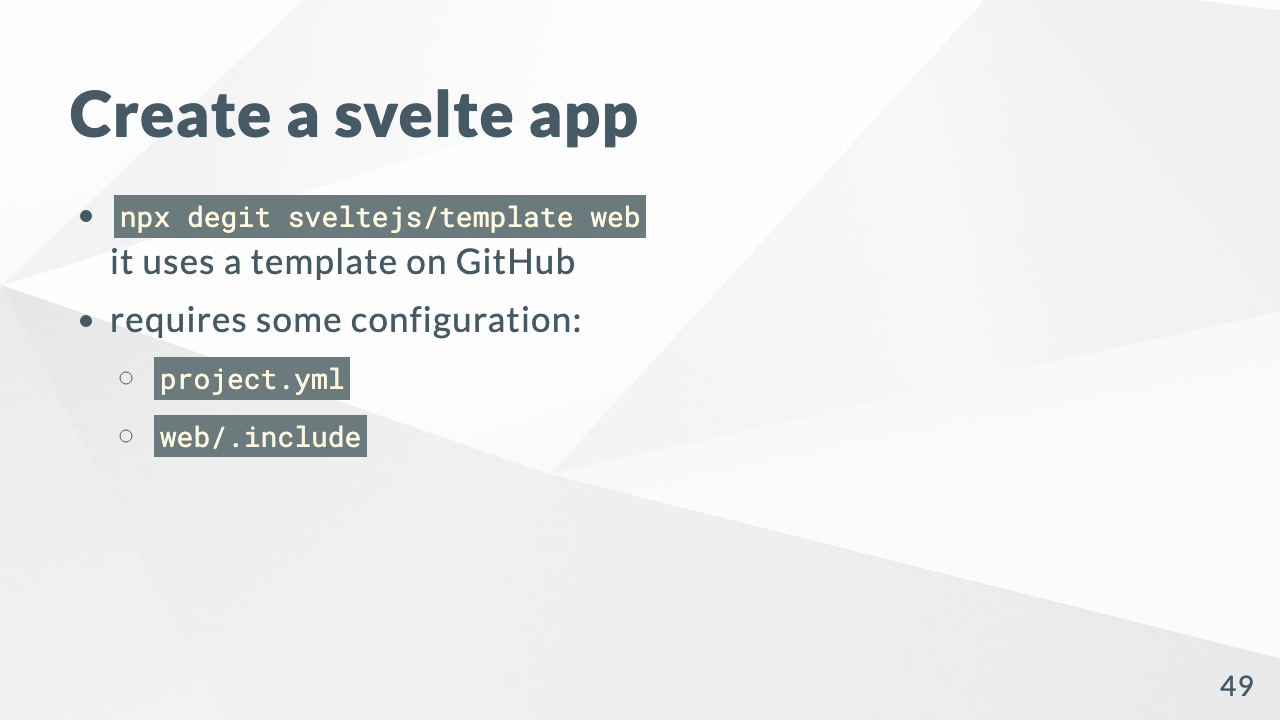 Create a svelte app
npx degit sveltejs/template web
it uses a template on GitHub
requires some configuration:
project.yml
web/.include
49